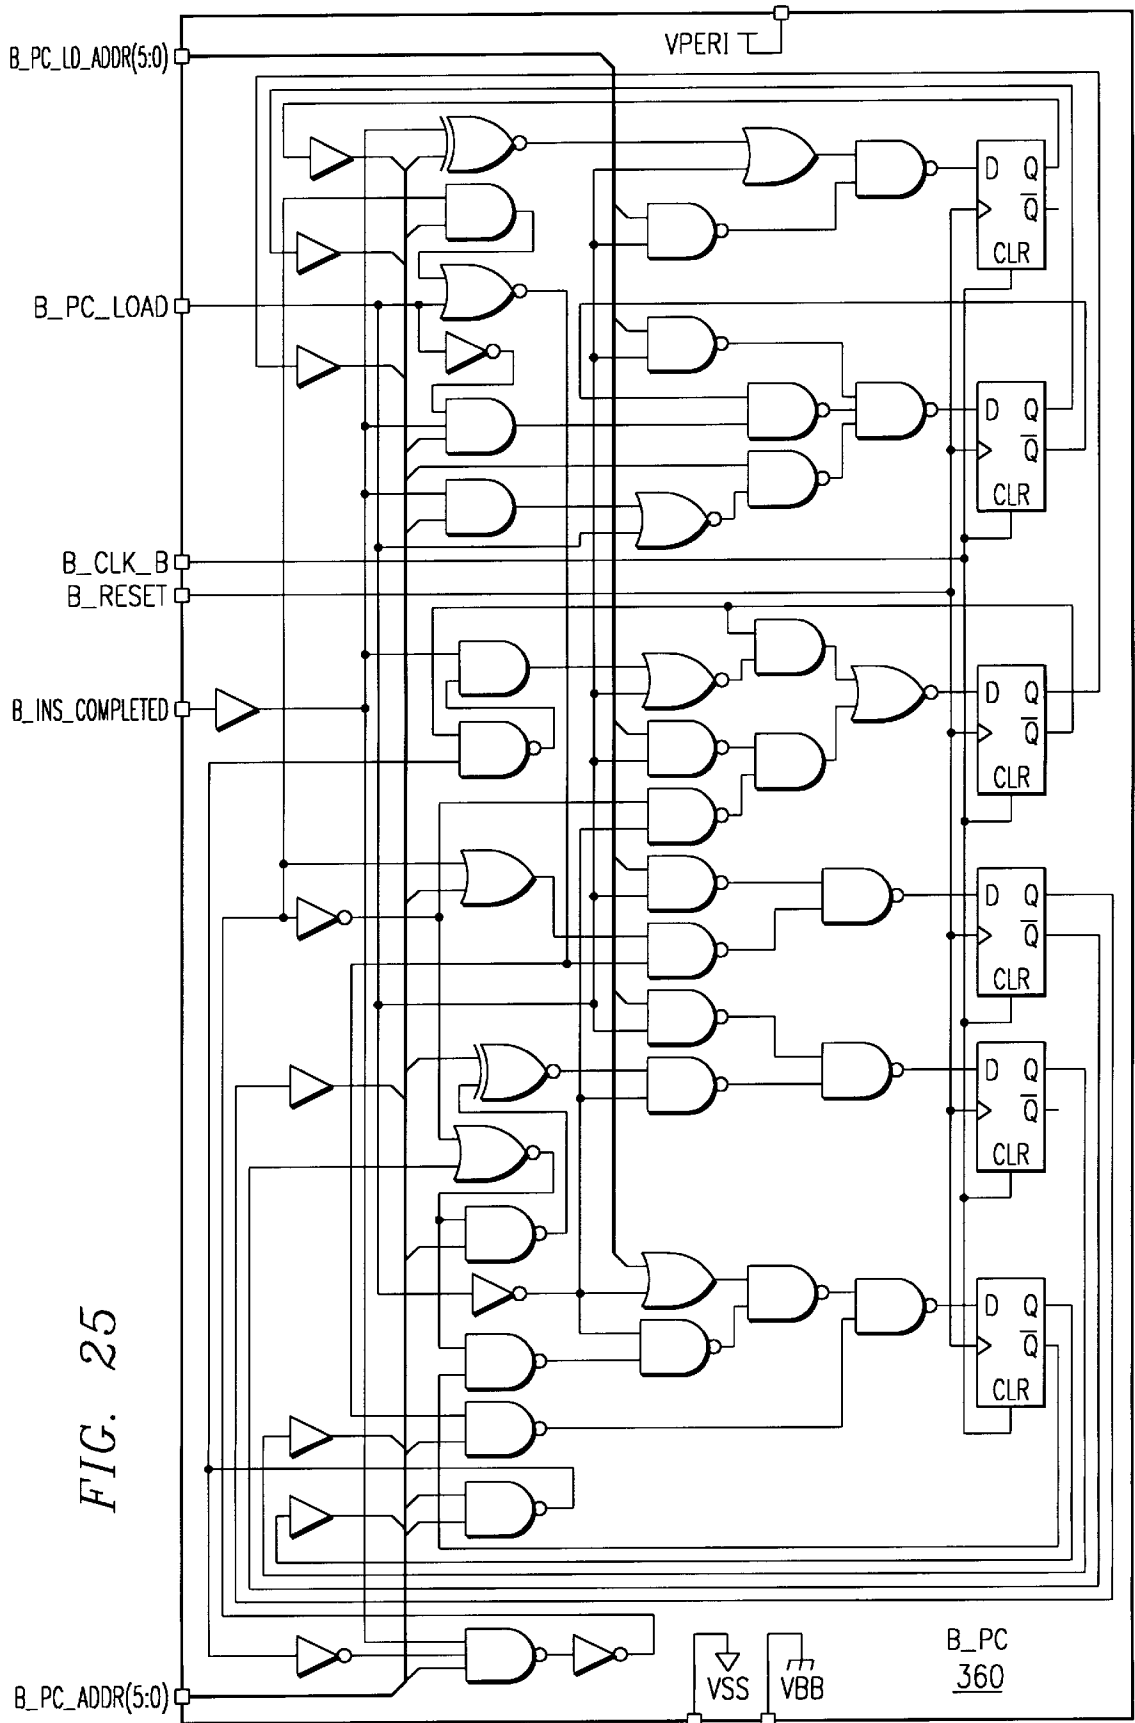 VPERI
B_PC_LD_ADDR(5:0)
D Q
Q
CLR
B_PC_LOAD
D Q
Q
CLR
B_CLK_B
B_RESET
B_INS_COMPLETED
D Q
Q
CLR
D Q
Q
CLR
D Q
Q
CLR
D Q
Q
CLR
FIG. 25
B_PC
360
VSS
VBB
B_PC_ADDR(5:0)